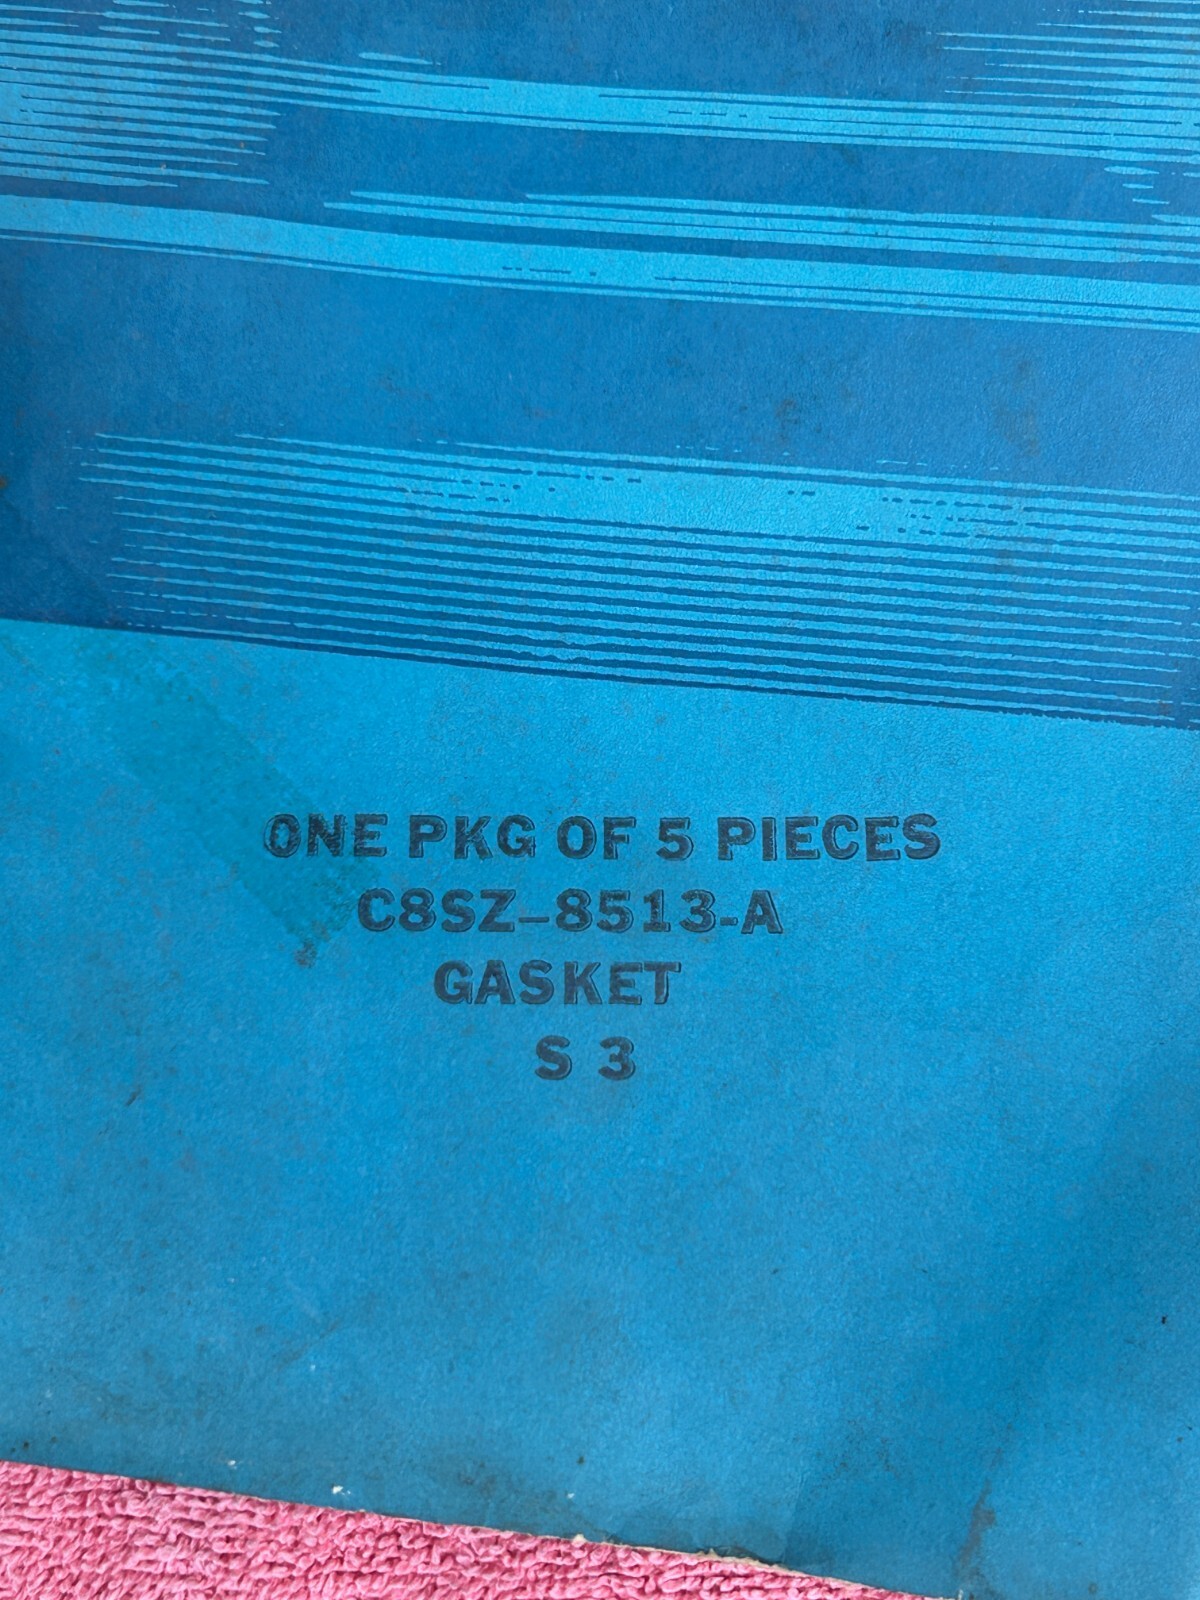 ONE PKG OF 5 PIECES
C8SZ-8513-A
GASKET
S 3